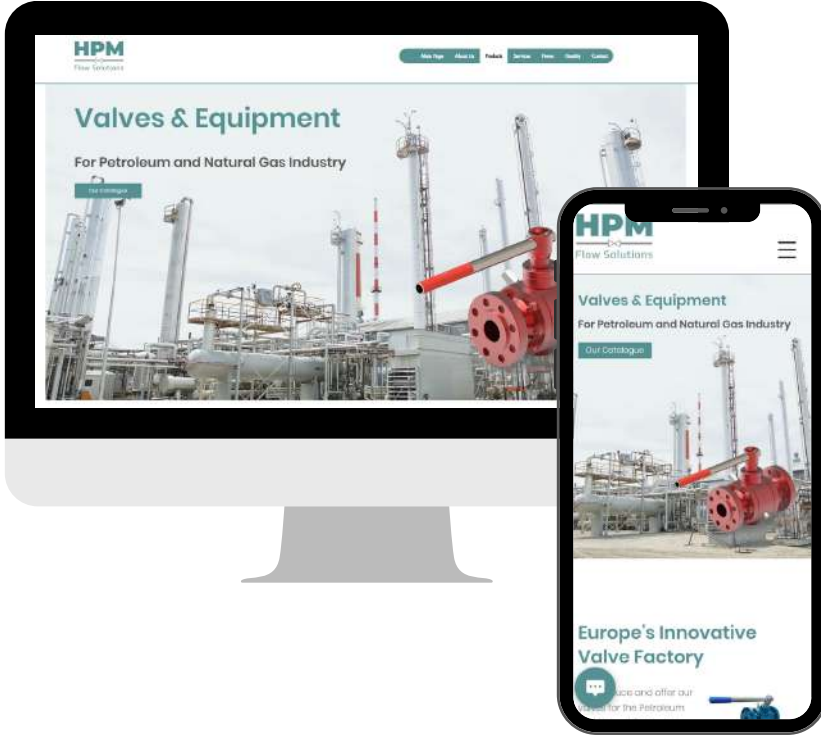 HPM
Flow Solutions
Main Page About Us Products Services News Quality Contact
Valves & Equipment
For Petroleum and Natural Gas Industry
Our Catalogue
HPM
Flow Solutions
Valves & Equipment
For Petroleum and Natural Gas Industry
Our Catalogue
Europe's Innovative
Valve Factory
and offer our
for the Petroleum